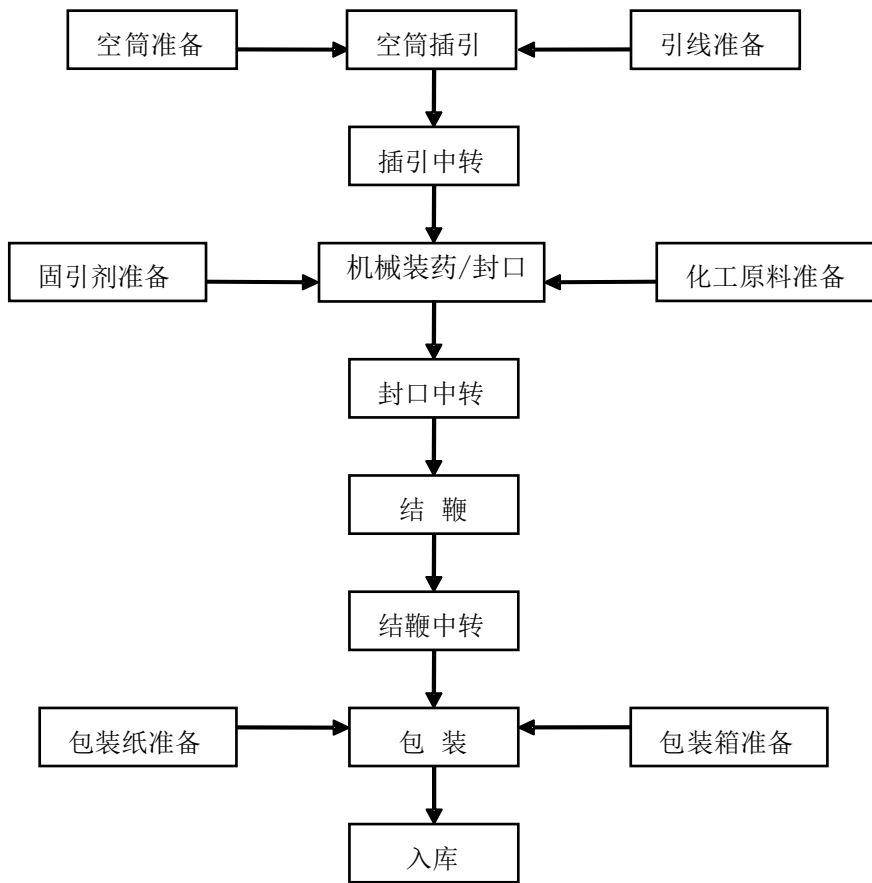 空筒准备
空筒插引
引线准备
插引中转
固引剂准备
机械装药/封口
化工原料准备
封口中转
结 鞭
结鞭中转
包装纸准备
包 装
包装箱准备
入库